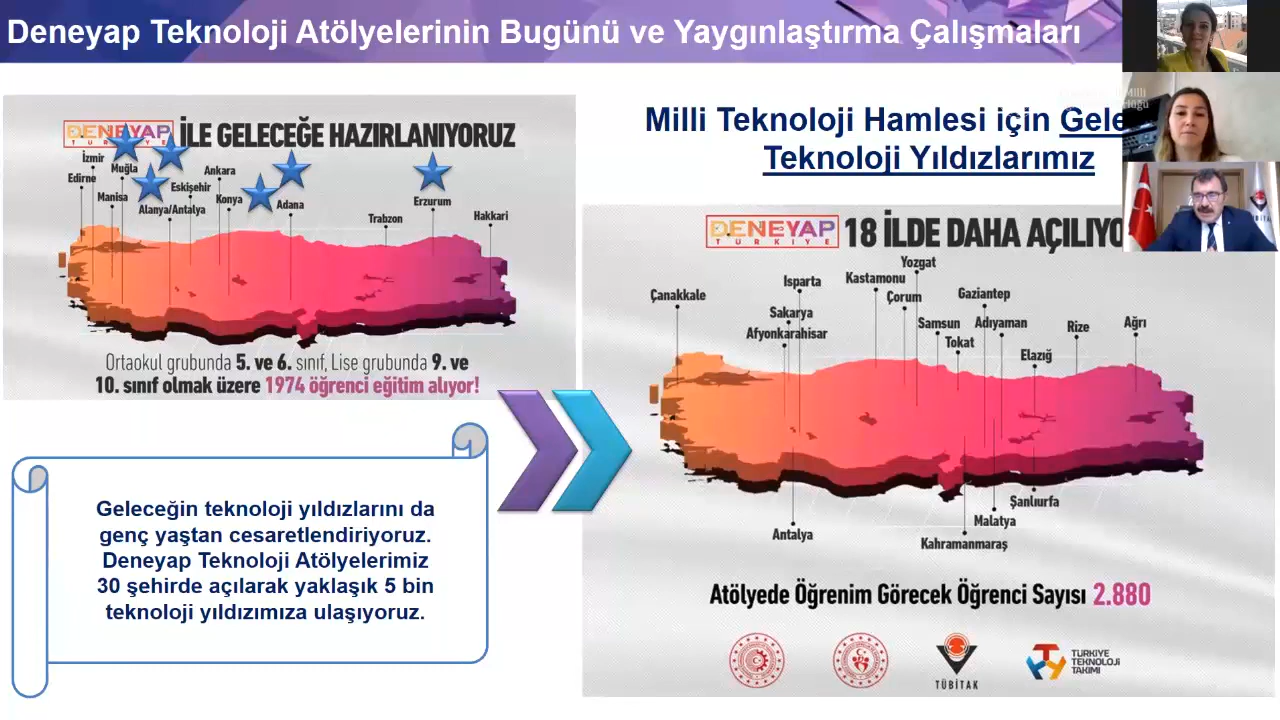 Deneyap Teknoloji Atölyelerinin Bugünü ve Yaygınlaştırma Çalışmaları
DENEYAP
TÜRKİYE
İLE GELECEĞE HAZIRLANIYORUZ
İzmir
Edirne
Muğla
Manisa
Alanya/Antalya
Eskişehir
Ankara
Konya
Adana
Trabzon
Erzurum
Hakkari
Ortaokul grubunda 5. ve 6. sınıf, Lise grubunda 9. ve
10. sınıf olmak üzere 1974 öğrenci eğitim alıyor!
Geleceğin teknoloji yıldızlarını da
genç yaştan cesaretlendiriyoruz.
Deneyap Teknoloji Atölyelerimiz
30 şehirde açılarak yaklaşık 5 bin
teknoloji yıldızımıza ulaşıyoruz.
Milli Teknoloji Hamlesi için Gele
Teknoloji Yıldızlarımız
DENEYAP
TÜRKİYE
18 İLDE DAHA AÇILIYO
Çanakkale
Isparta
Sakarya
Afyonkarahisar
Kastamonu
Yozgat
Çorum
Samsun
Tokat
Gaziantep
Adıyaman
Elazığ
Rize
Ağrı
Antalya
Şanlıurfa
Malatya
Kahramanmaraş
Atölyede Öğrenim Görecek Öğrenci Sayısı 2.880
TÜBİTAK
TÜRKİYE
TEKNOLOJİ
TAKIMI